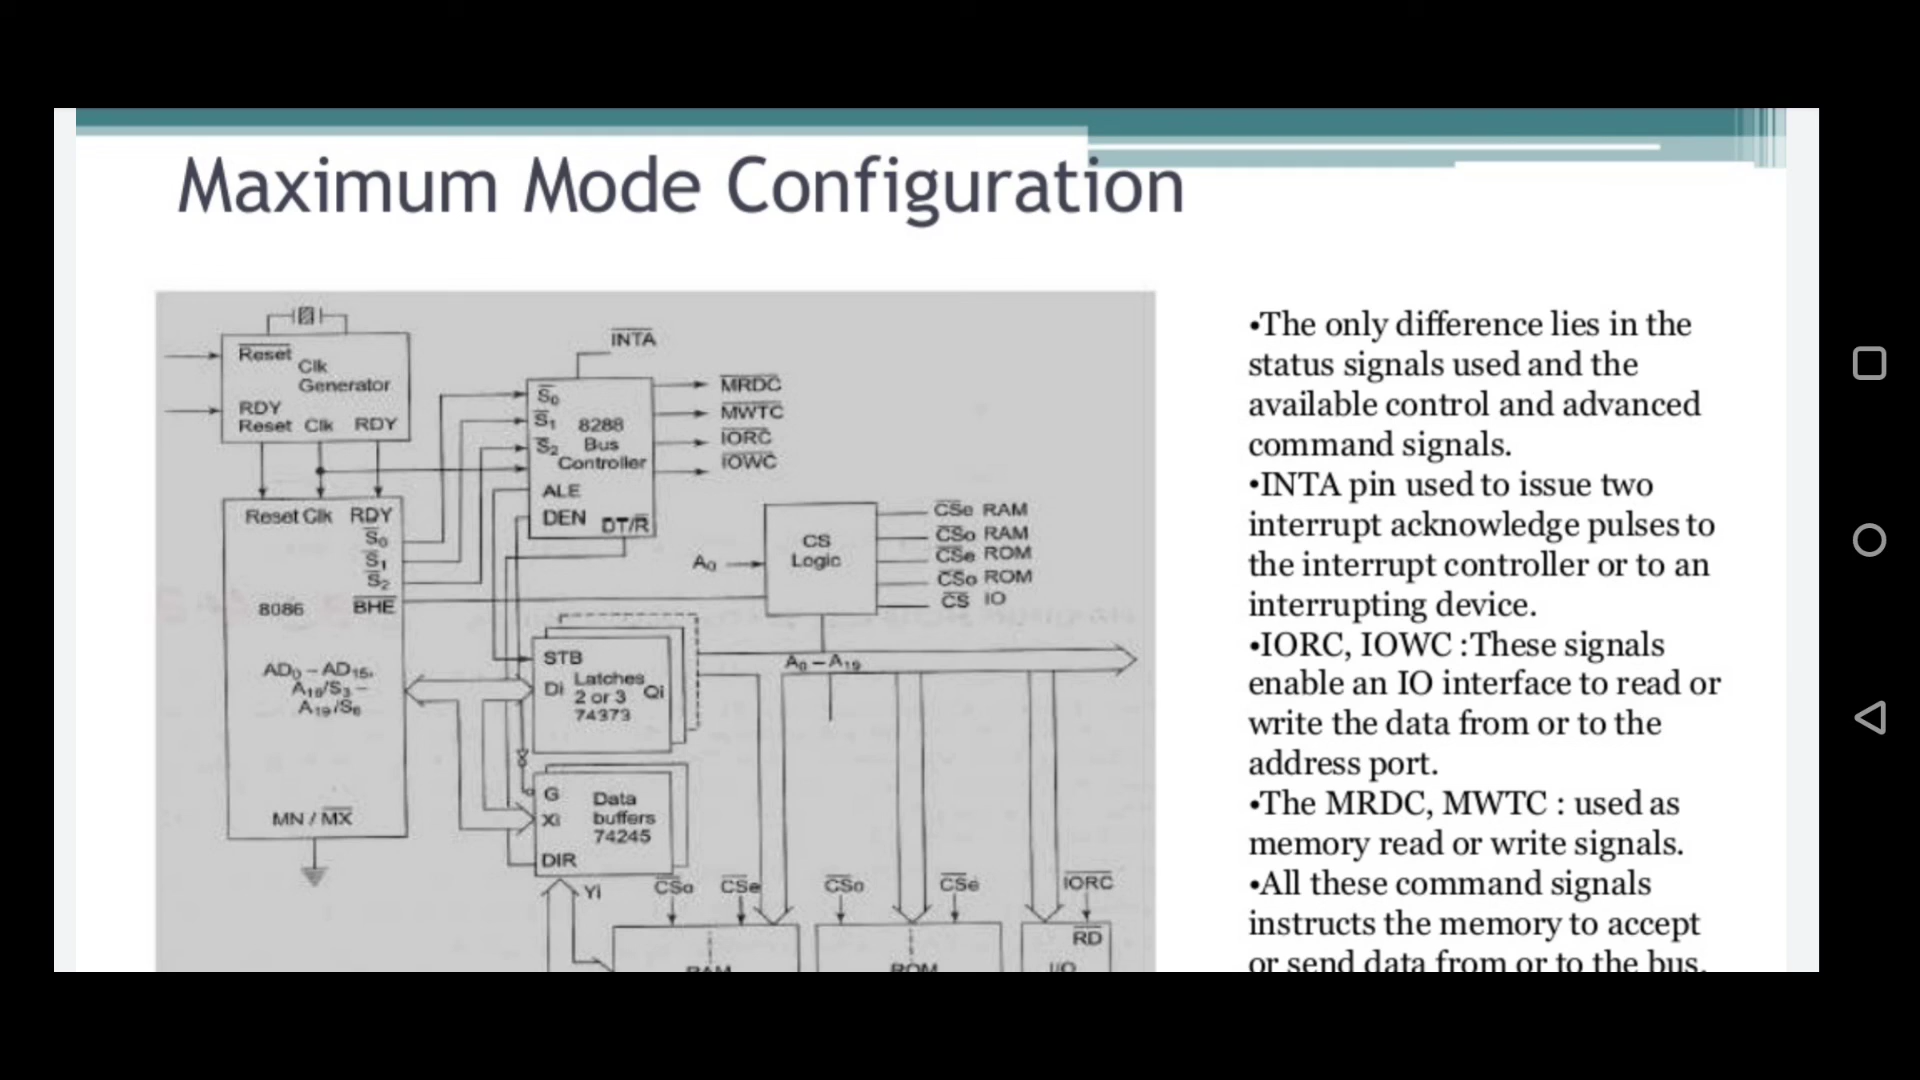 Maximum Mode Configuration
Reset
Clk
Generator
RDY
Reset Clk RDY
INTA
S0
S1 8288
S2 Bus
Controller
ALE
DEN DT/R
MRDC
MWTC
IORC
IOWC
Reset Clk RDY
S0
S1
S2
8086 BHE
AD0 – AD15,
A16/S3 –
A19/S6
MN / MX
A0
CS
Logic
CSe RAM
CSo RAM
CSe ROM
CSo ROM
CS IO
STB
Di Latches Qi
2 or 3
74373
A0 – A19
G Data
Xi buffers
74245
DIR
Yi
CSo CSe CSo CSe IORC
RD
RAM ROM I/O
•The only difference lies in the
status signals used and the
available control and advanced
command signals.
•INTA pin used to issue two
interrupt acknowledge pulses to
the interrupt controller or to an
interrupting device.
•IORC, IOWC :These signals
enable an IO interface to read or
write the data from or to the
address port.
•The MRDC, MWTC : used as
memory read or write signals.
•All these command signals
instructs the memory to accept
or send data from or to the bus.